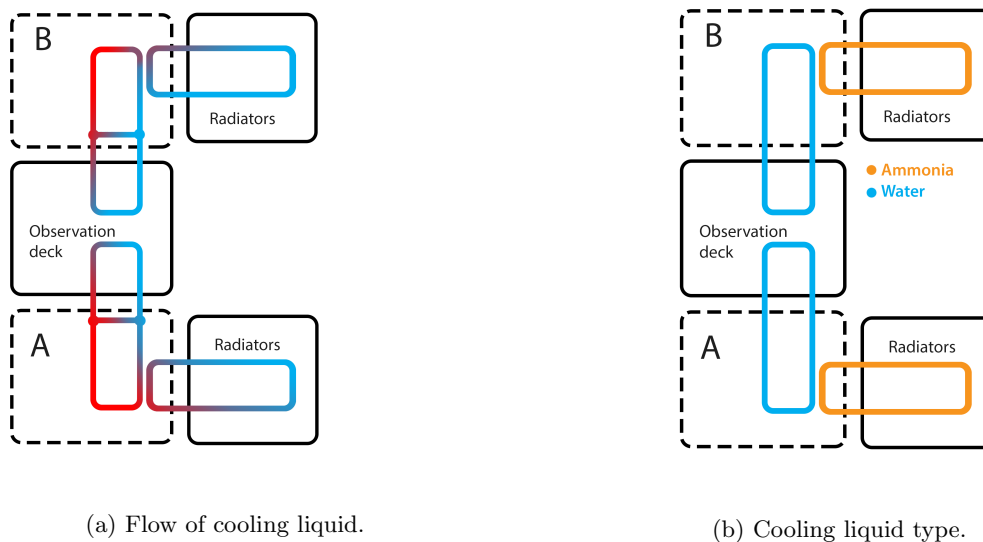 B
Radiators
Observation
deck
A
Radiators
(a) Flow of cooling liquid.
B
Radiators
Ammonia
Water
Observation
deck
A
Radiators
(b) Cooling liquid type.